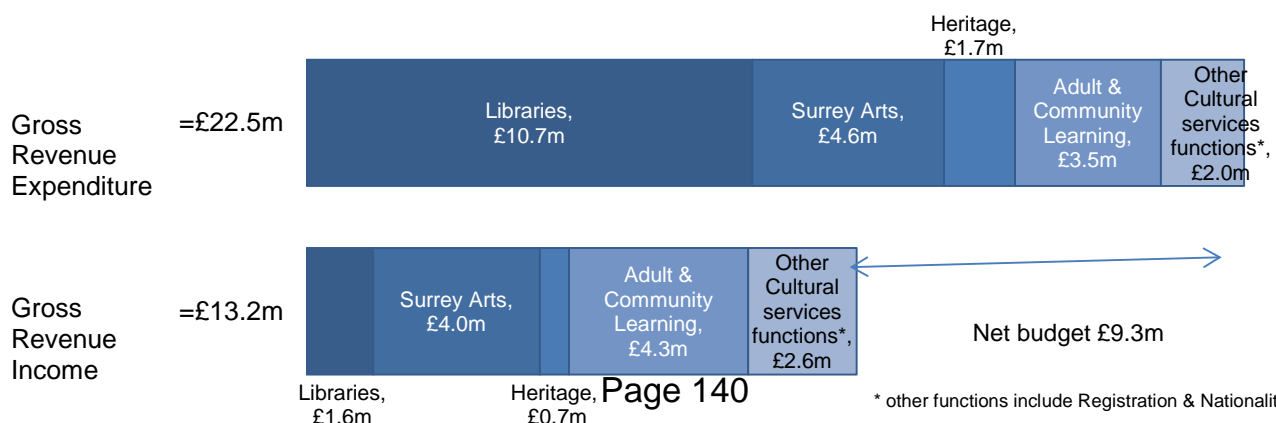 Heritage,
£1.7m
Gross
Revenue
Expenditure
=£22.5m
Libraries,
£10.7m
Surrey Arts,
£4.6m
Adult &
Community
Learning,
£3.5m
Other
Cultural
services
functions*,
£2.0m
Gross
Revenue
Income
=£13.2m
Surrey Arts,
£4.0m
Adult &
Community
Learning,
£4.3m
Other
Cultural
services
functions*,
£2.6m
Net budget £9.3m
Libraries,
£1.6m
Heritage,
£0.7m
Page 140
* other functions include Registration & Nationalit